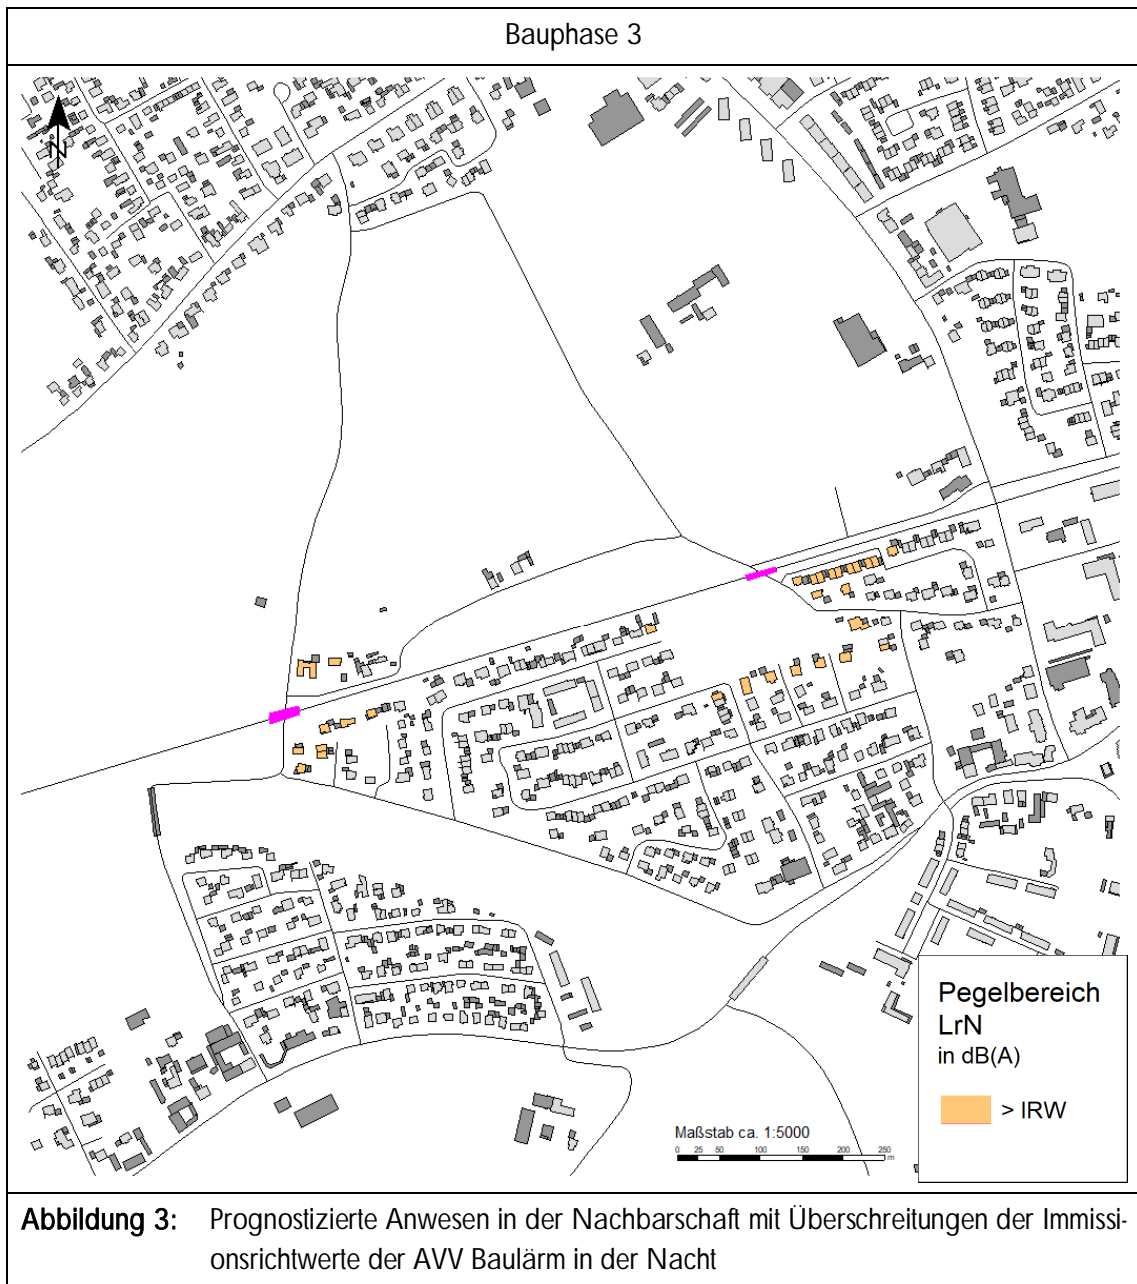 Bauphase 3
N
Pegelbereich
LrN
in dB(A)
> IRW
Maßstab ca. 1:5000
0 25 50 100 150 200 250
m
Abbildung 3: Prognostizierte Anwesen in der Nachbarschaft mit Überschreitungen der Immissi-
onsrichtwerte der AVV Baulärm in der Nacht